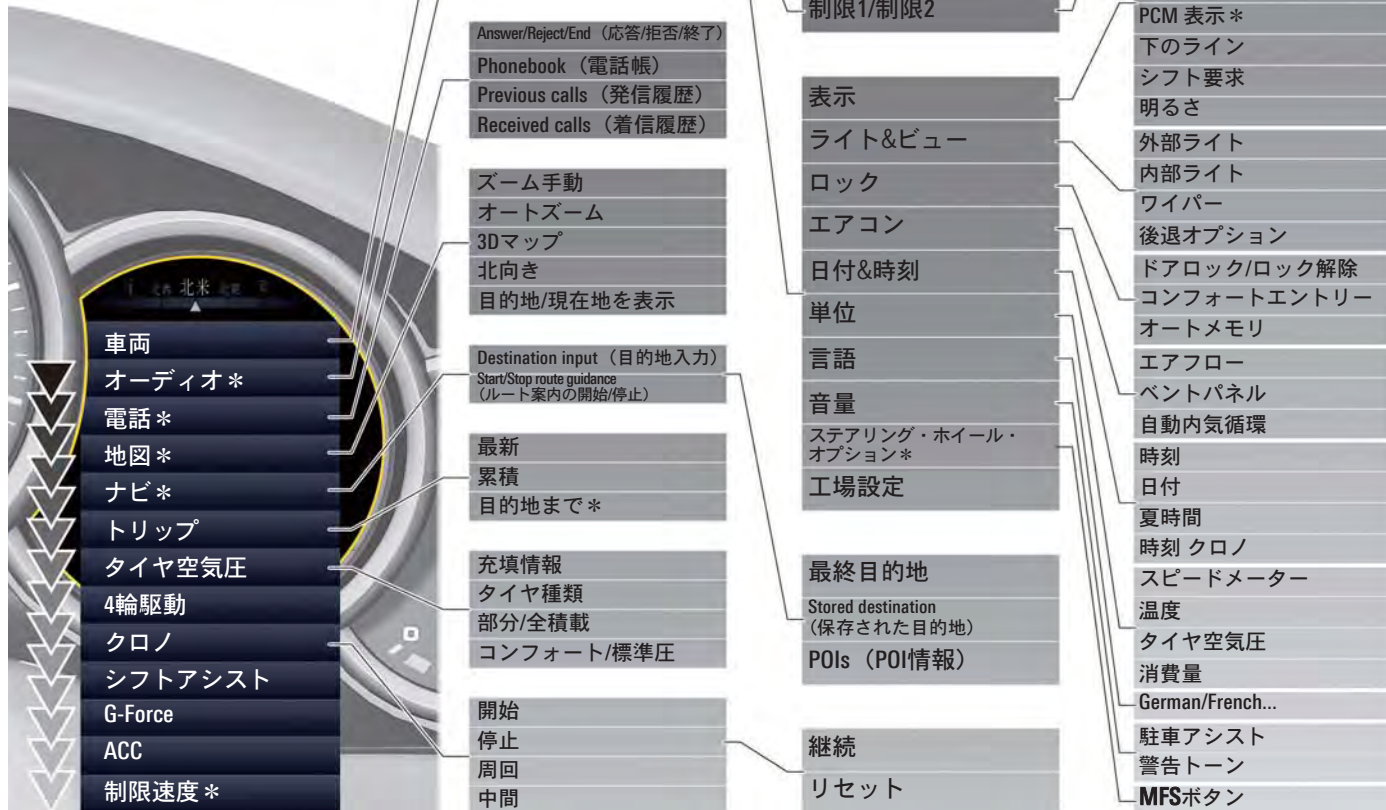 北米
車両
オーディオ*
電話*
地図*
ナビ*
トリップ
タイヤ空気圧
4輪駆動
クロノ
シフトアシスト
G-Force
ACC
制限速度*
Answer/Reject/End（応答/拒否/終了）
Phonebook（電話帳）
Previous calls（発信履歴）
Received calls（着信履歴）
ズーム手動
オートズーム
3Dマップ
北向き
目的地/現在地を表示
Destination input（目的地入力）
Start/Stop route guidance
（ルート案内の開始/停止）
最新
累積
目的地まで*
充填情報
タイヤ種類
部分/全積載
コンフォート/標準圧
開始
停止
周回
中間
制限1/制限2
表示
ライト&ビュー
ロック
エアコン
日付&時刻
単位
言語
音量
ステアリング・ホイール・
オプション*
工場設定
最終目的地
Stored destination
（保存された目的地）
POIs（POI情報）
継続
リセット
PCM 表示*
下のライン
シフト要求
明るさ
外部ライト
内部ライト
ワイパー
後退オプション
ドアロック/ロック解除
コンフォートエントリー
オートメモリ
エアフロー
ベントパネル
自動内気循環
時刻
日付
夏時間
時刻 クロノ
スピードメーター
温度
タイヤ空気圧
消費量
German/French...
駐車アシスト
警告トーン
MFSボタン